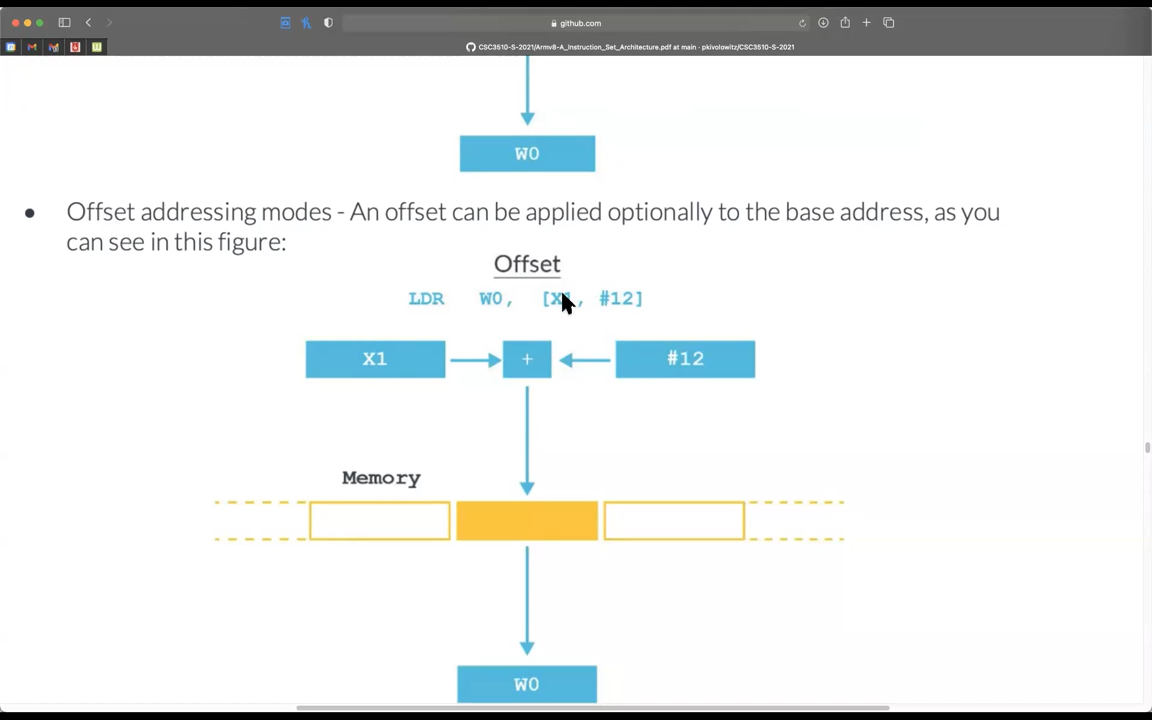 github.com
CSC3510-S-2021/Armv8-A_Instruction_Set_Architecture.pdf at main · pkivolowitz/CSC3510-S-2021
W0
• Offset addressing modes - An offset can be applied optionally to the base address, as you
can see in this figure:
Offset
LDR W0, [X1, #12]
X1 + #12
Memory
W0